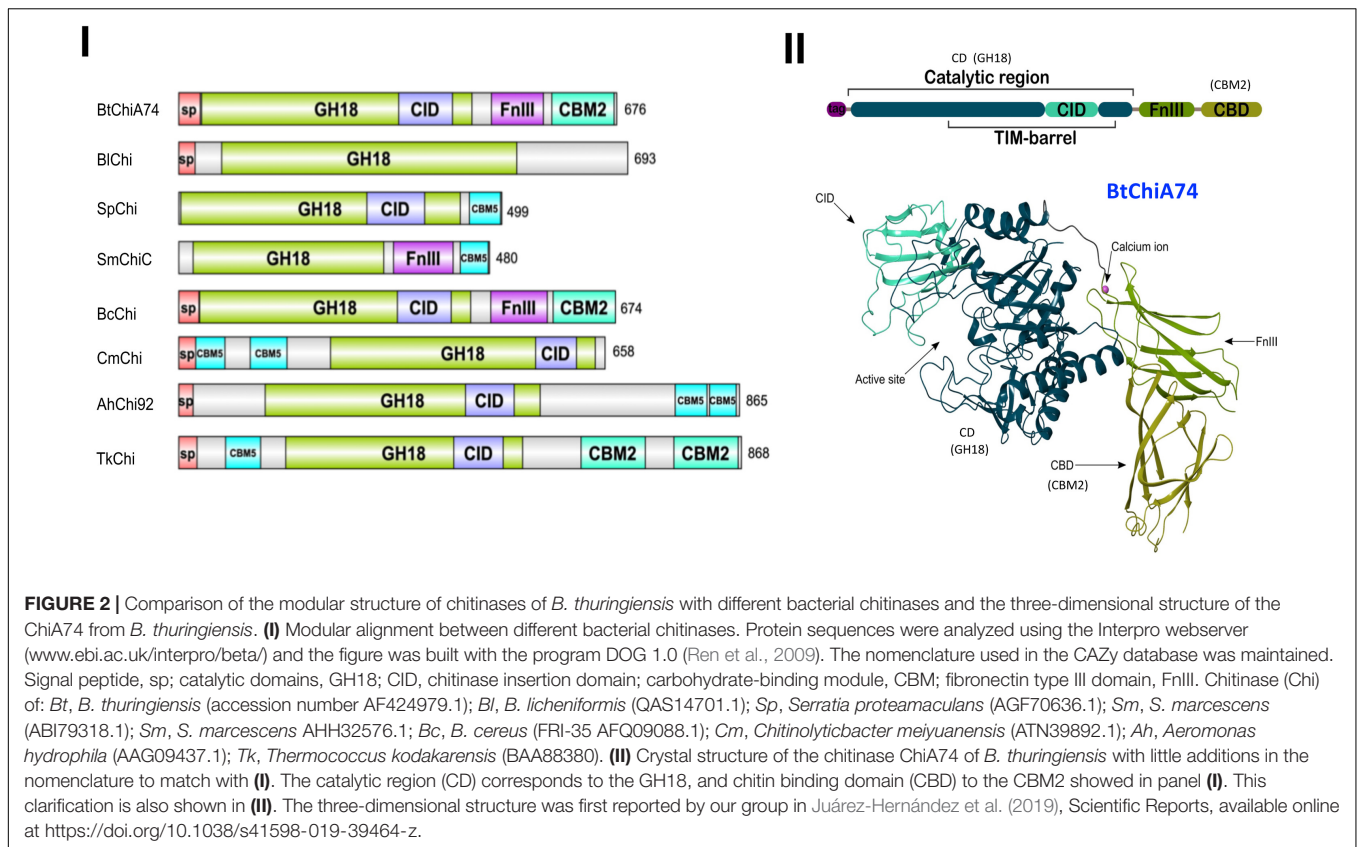 I
BtChiA74 sp GH18 CID FnIII CBM2 676
BlChi sp GH18 693
SpChi GH18 CID CBM5 499
SmChiC GH18 FnIII CBM5 480
BcChi sp GH18 CID FnIII CBM2 674
CmChi sp CBM5 CBM5 GH18 CID 658
AhChi92 sp GH18 CID CBM5 CBM5 865
TkChi sp CBM5 GH18 CID CBM2 CBM2 868
II
CD (GH18)
Catalytic region
(CBM2)
tap CID FnIII CBD
TIM-barrel
BtChiA74
CID
Calcium ion
FnIII
Active site
CD
(GH18)
CBD
(CBM2)
FIGURE 2 | Comparison of the modular structure of chitinases of B. thuringiensis with different bacterial chitinases and the three-dimensional structure of the
ChiA74 from B. thuringiensis. (I) Modular alignment between different bacterial chitinases. Protein sequences were analyzed using the Interpro webserver
(www.ebi.ac.uk/interpro/beta/) and the figure was built with the program DOG 1.0 (Ren et al., 2009). The nomenclature used in the CAZy database was maintained.
Signal peptide, sp; catalytic domains, GH18; CID, chitinase insertion domain; carbohydrate-binding module, CBM; fibronectin type III domain, FnIII. Chitinase (Chi)
of: Bt, B. thuringiensis (accession number AF424979.1); Bl, B. licheniformis (QAS14701.1); Sp, Serratia proteamaculans (AGF70636.1); Sm, S. marcescens
(ABI79318.1); Sm, S. marcescens AHH32576.1; Bc, B. cereus (FRI-35 AFQ09088.1); Cm, Chitinolyticbacter meiyuanensis (ATN39892.1); Ah, Aeromonas
hydrophila (AAG09437.1); Tk, Thermococcus kodakarensis (BAA88380). (II) Crystal structure of the chitinase ChiA74 of B. thuringiensis with little additions in the
nomenclature to match with (I). The catalytic region (CD) corresponds to the GH18, and chitin binding domain (CBD) to the CBM2 showed in panel (I). This
clarification is also shown in (II). The three-dimensional structure was first reported by our group in Juárez-Hernández et al. (2019), Scientific Reports, available online
at https://doi.org/10.1038/s41598-019-39464-z.